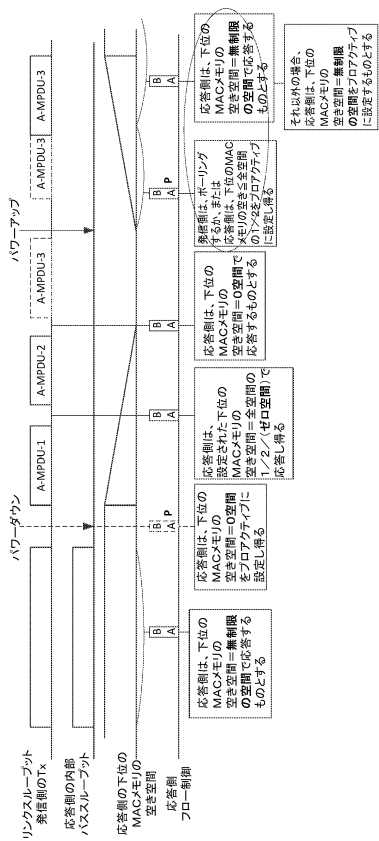 パワーダウン
パワーアップ
リンクスループット
発信側のTx
A-MPDU-1
A-MPDU-2
A-MPDU-3
A-MPDU-3
A-MPDU-3
応答側の内部
パススループット
応答側の下位の
MACメモリの
空き空間
応答側
フロー制御
B
A
B
A
P
B
A
B
A
B
A
P
B
A
応答側は、下位の
MACメモリの
空き空間=無制限
の空間で応答する
ものとする
応答側は、下位の
MACメモリの
空き空間=0空間
をプロアクティブに
設定し得る
応答側は、
設定された下位の
MACメモリの
空き空間=全空間の
1/2/(ゼロ空間)で
応答し得る
応答側は、下位の
MACメモリの
空き空間=0空間で
応答するものとする
発信側は、ポーリング
するか、または
応答側は、下位のMAC
メモリの空き≦全空間
の1/2をプロアクティブ
に設定し得る
応答側は、下位の
MACメモリの
空き空間=無制限
の空間で応答する
ものとする
それ以外の場合、
応答側は、下位の
MACメモリの
空き空間=無制限
の空間をプロアクティブ
に設定するものとする